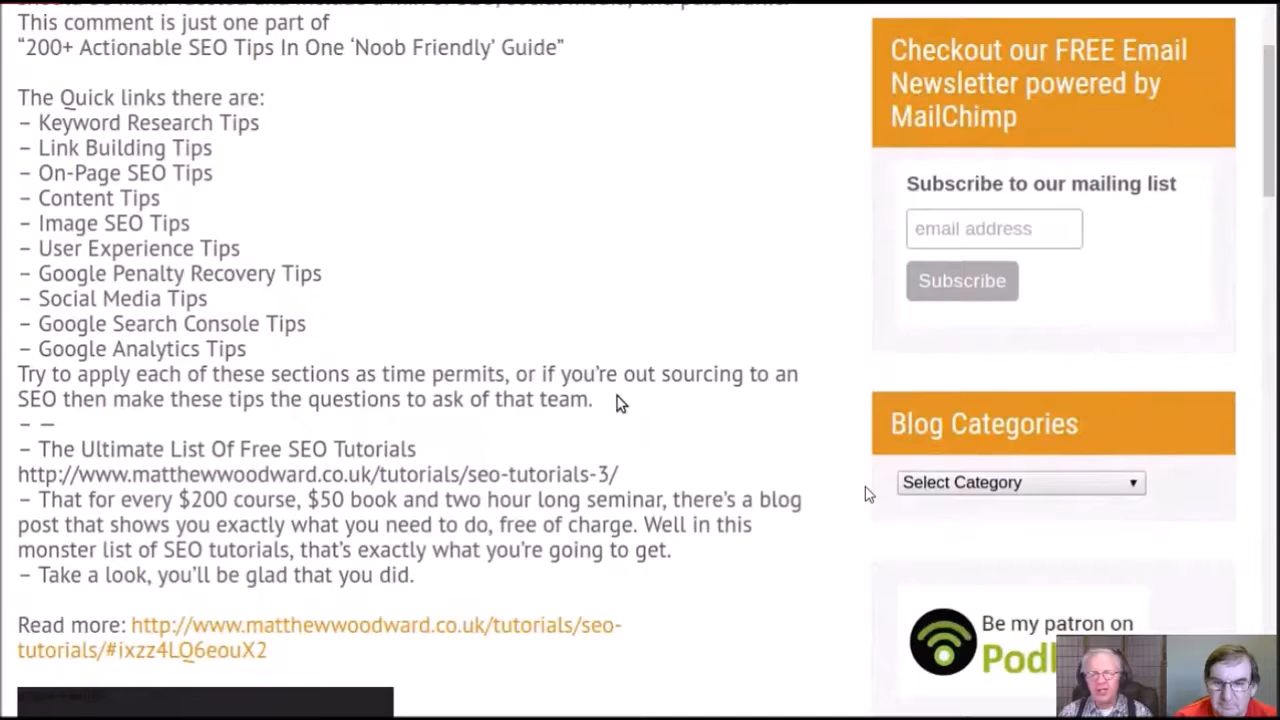 This comment is just one part of
“200+ Actionable SEO Tips In One ‘Noob Friendly’ Guide”
The Quick links there are:
– Keyword Research Tips
– Link Building Tips
– On-Page SEO Tips
– Content Tips
– Image SEO Tips
– User Experience Tips
– Google Penalty Recovery Tips
– Social Media Tips
– Google Search Console Tips
– Google Analytics Tips
Try to apply each of these sections as time permits, or if you’re out sourcing to an
SEO then make these tips the questions to ask of that team.
– —
– The Ultimate List Of Free SEO Tutorials
http://www.matthewwoodward.co.uk/tutorials/seo-tutorials-3/
– That for every $200 course, $50 book and two hour long seminar, there’s a blog
post that shows you exactly what you need to do, free of charge. Well in this
monster list of SEO tutorials, that’s exactly what you’re going to get.
– Take a look, you’ll be glad that you did.
Read more: http://www.matthewwoodward.co.uk/tutorials/seo-
tutorials/#ixzz4LQ6eouX2
Checkout our FREE Email
Newsletter powered by
MailChimp
Subscribe to our mailing list
email address
Subscribe
Blog Categories
Select Category
Be my patron on